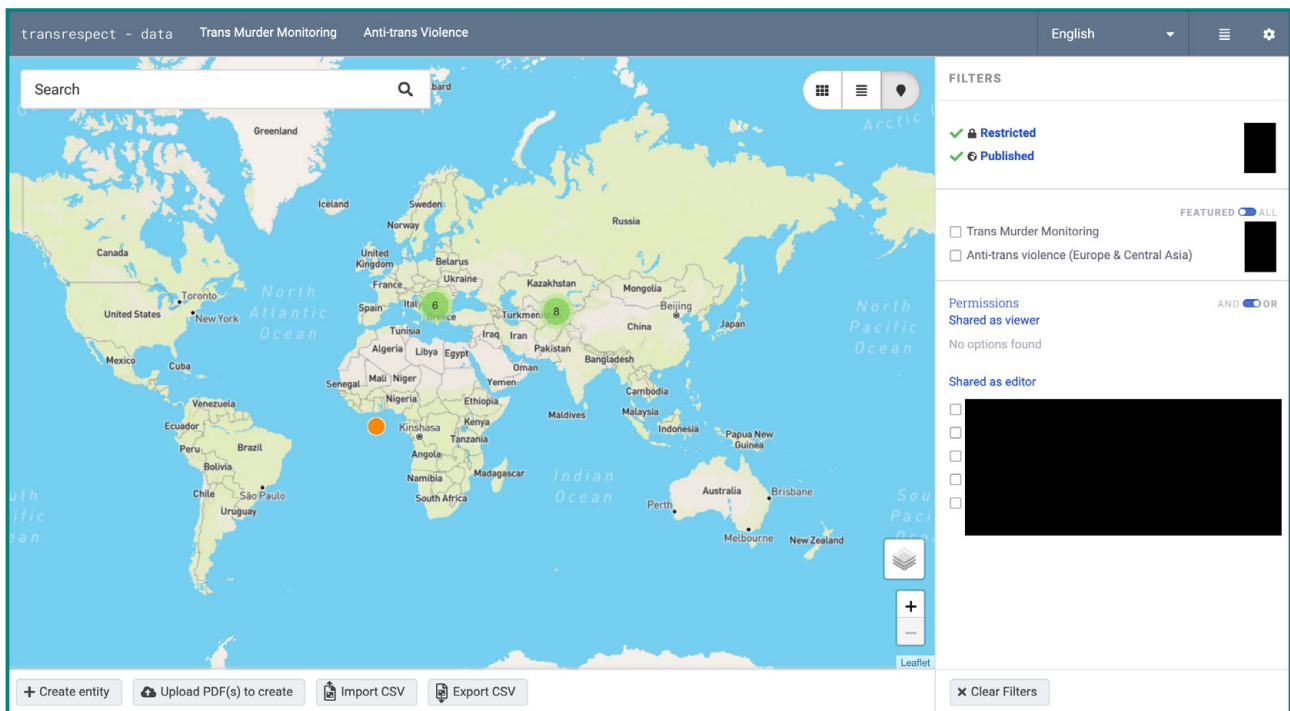 transrespect - data
Trans Murder Monitoring
Anti-trans Violence
English
Search
bard
Arctic
Greenland
Iceland
Sweden
Norway
Russia
Canada
United
Kingdom
Belarus
Ukraine
France
Kazakhstan
Mongolia
Toronto
North
Atlantic
Ocean
Spain
Italy
6
Greece
Turkmen
8
Beijing
North
Pacific
Ocean
United States
New York
China
Japan
Tunisia
Iraq
Iran
Algeria
Libya
Egypt
Pakistan
Bangladesh
Mexico
Cuba
Oman
Senegal
Mali
Niger
Yemen
Nigeria
Ethiopia
Cambodia
Venezuela
Maldives
Malaysia
Ecuador
Kinshasa
Kenya
Tanzania
Indonesia
Papua New
Guinea
Peru
Brazil
Angola
Bolivia
Namibia
Madagascar
Indian
Ocean
Chile
São Paulo
South Africa
Australia
Brisbane
Uruguay
Perth
uth
ific
ean
Sou
Paci
Melbourne
New Zealand
+
−
Leaflet
Create entity
Upload PDF(s) to create
Import CSV
Export CSV
FILTERS
Restricted
Published
FEATURED ALL
Trans Murder Monitoring
Anti-trans violence (Europe & Central Asia)
Permissions
AND OR
Shared as viewer
No options found
Shared as editor
Clear Filters